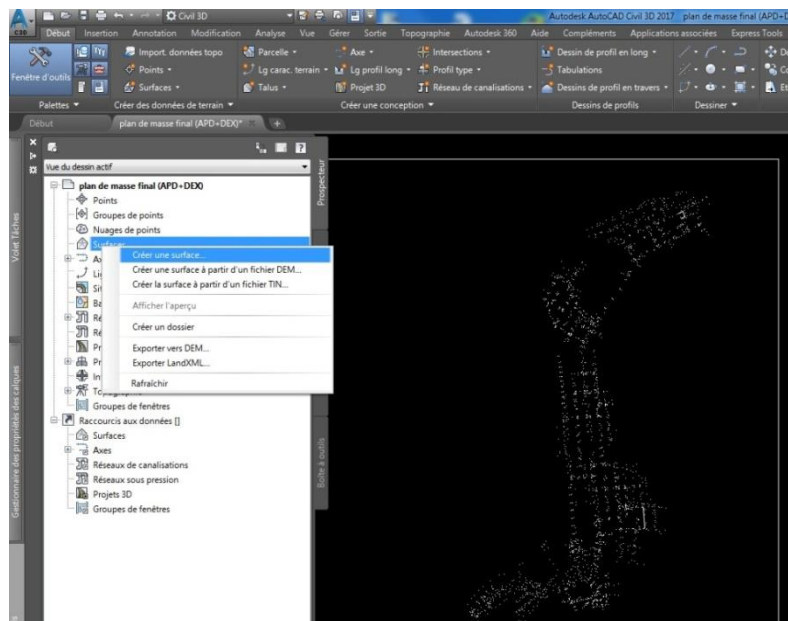 Civil 3D
Autodesk AutoCAD Civil 3D 2017 plan de masse final (APD+D
C3D
Début Insertion Annotation Modification Analyse Vue Gérer Sortie Topographie Autodesk 360 Aide Compléments Express Tools
Applications associées
Fenêtre d'outils
Import. données topo
Points
Surfaces
Parcelle
Lg carac. terrain
Talus
Axe
Lg profil long
Projet 3D
Intersections
Profil type
Réseau de canalisations
Dessin de profil en long
Tabulations
Dessins de profil en travers
Palettes
Créer des données de terrain
Créer une conception
Dessins de profils
Dessiner
Début
plan de masse final (APD+DEX)*
Vue du dessin actif
plan de masse final (APD+DEX)
Points
Groupes de points
Nuages de points
Surfaces
Créer une surface...
Créer une surface à partir d'un fichier DEM...
Créer la surface à partir d'un fichier TIN...
Afficher l'aperçu
Créer un dossier
Exporter vers DEM...
Exporter LandXML...
Rafraîchir
Groupes de fenêtres
Raccourcis aux données []
Surfaces
Axes
Réseaux de canalisations
Réseaux sous pression
Projets 3D
Groupes de fenêtres
Volet Tâches
Gestionnaire des propriétés des calques
Prospecteur
Boîte à outils